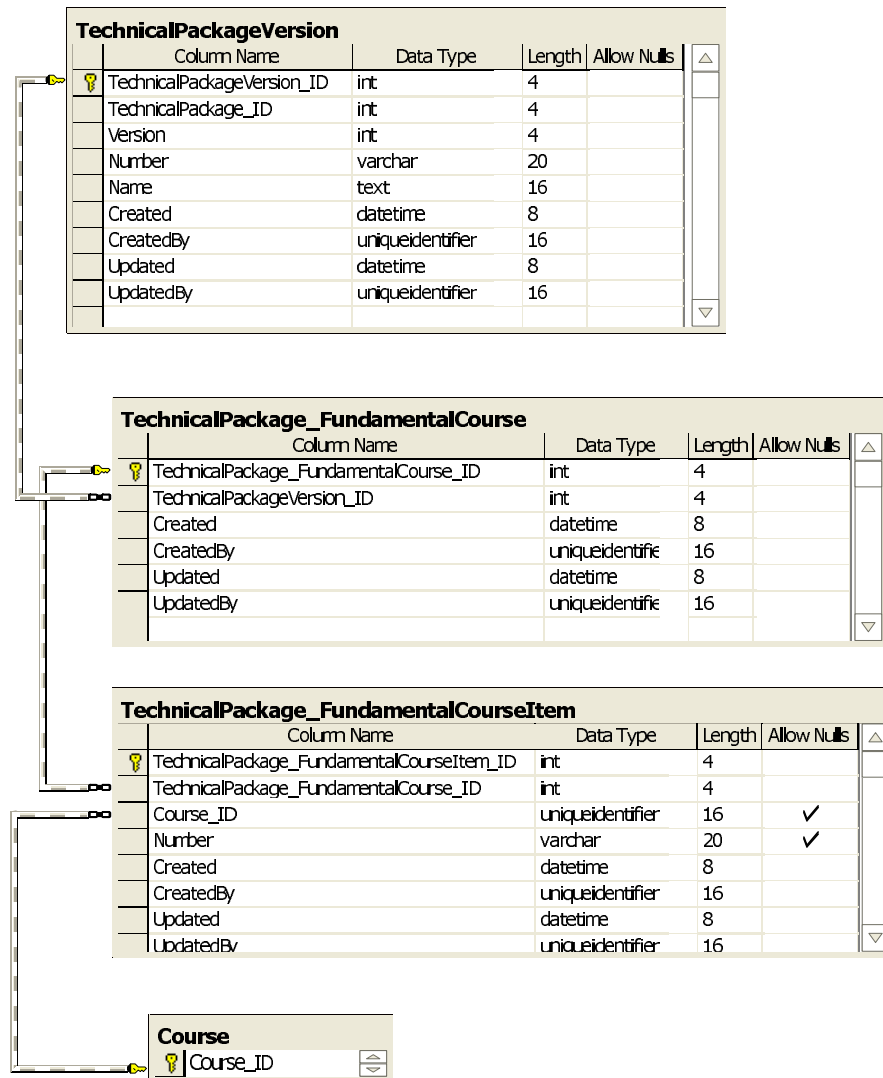 TechnicalPackageVersion
Column Name Data Type Length Allow Nulls
TechnicalPackageVersion_ID int 4
TechnicalPackage_ID int 4
Version int 4
Number varchar 20
Name text 16
Created datetime 8
CreatedBy uniqueidentifier 16
Updated datetime 8
UpdatedBy uniqueidentifier 16
TechnicalPackage_FundamentalCourse
Column Name Data Type Length Allow Nulls
TechnicalPackage_FundamentalCourse_ID int 4
TechnicalPackageVersion_ID int 4
Created datetime 8
CreatedBy uniqueidentifie 16
Updated datetime 8
UpdatedBy uniqueidentifie 16
TechnicalPackage_FundamentalCourseItem
Column Name Data Type Length Allow Nulls
TechnicalPackage_FundamentalCourseItem_ID int 4
TechnicalPackage_FundamentalCourse_ID int 4
Course_ID uniqueidentifier 16 ✓
Number varchar 20 ✓
Created datetime 8
CreatedBy uniqueidentifier 16
Updated datetime 8
UpdatedBy uniqueidentifier 16
Course
Course_ID